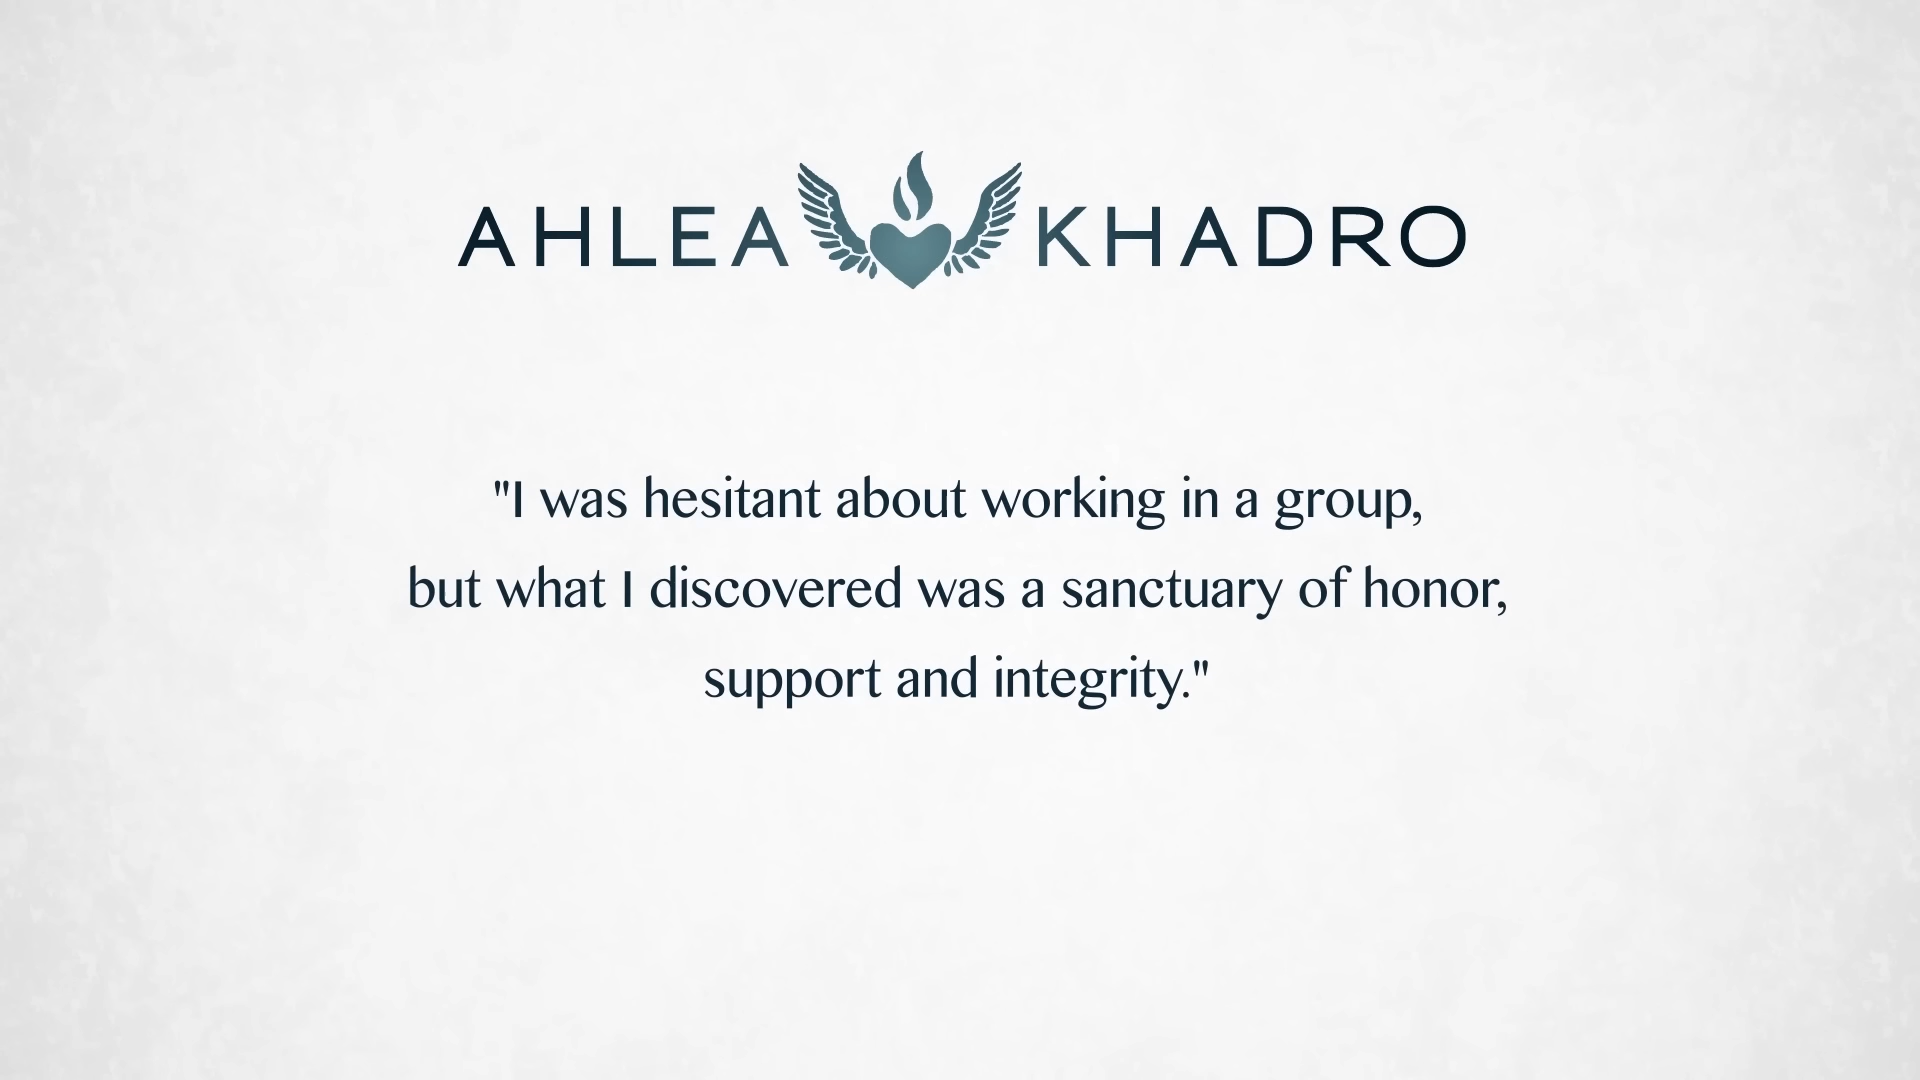 AHLEA KHADRO
"I was hesitant about working in a group,
but what I discovered was a sanctuary of honor,
support and integrity."